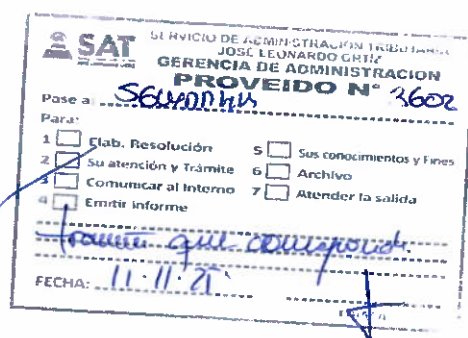 SAT
SERVICIO DE ADMINISTRACION TRIBUTARIA
JOSE LEONARDO ORTIZ
GERENCIA DE ADMINISTRACION
PROVEIDO N° 3602
Pase a:
Para:
1 Elab. Resolución
2 Su atención y Trámite
3 Comunicar al Interno
4 Emitir informe
5 Sus conocimientos y Fines
6 Archivo
7 Atender la salida
que corresponde.
FECHA: 11.11.21